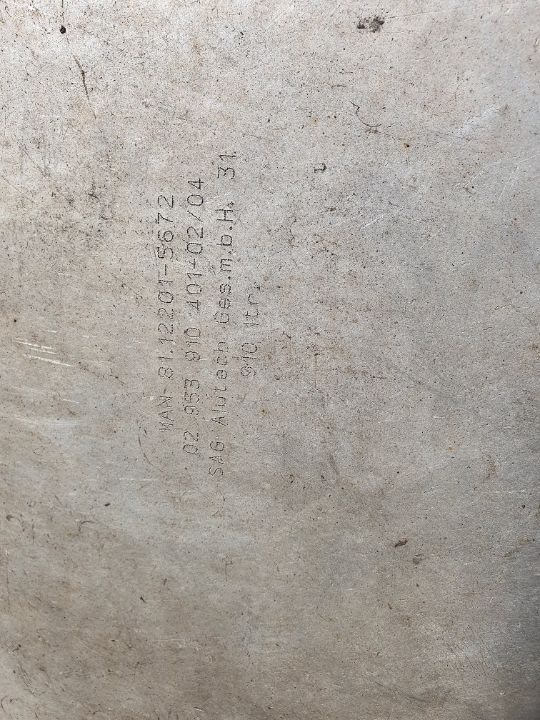 MAN-81.12201-5672
02 953 910 401-02/04
SAG Alutech Ges.m.b.H. 31
910 ltr.